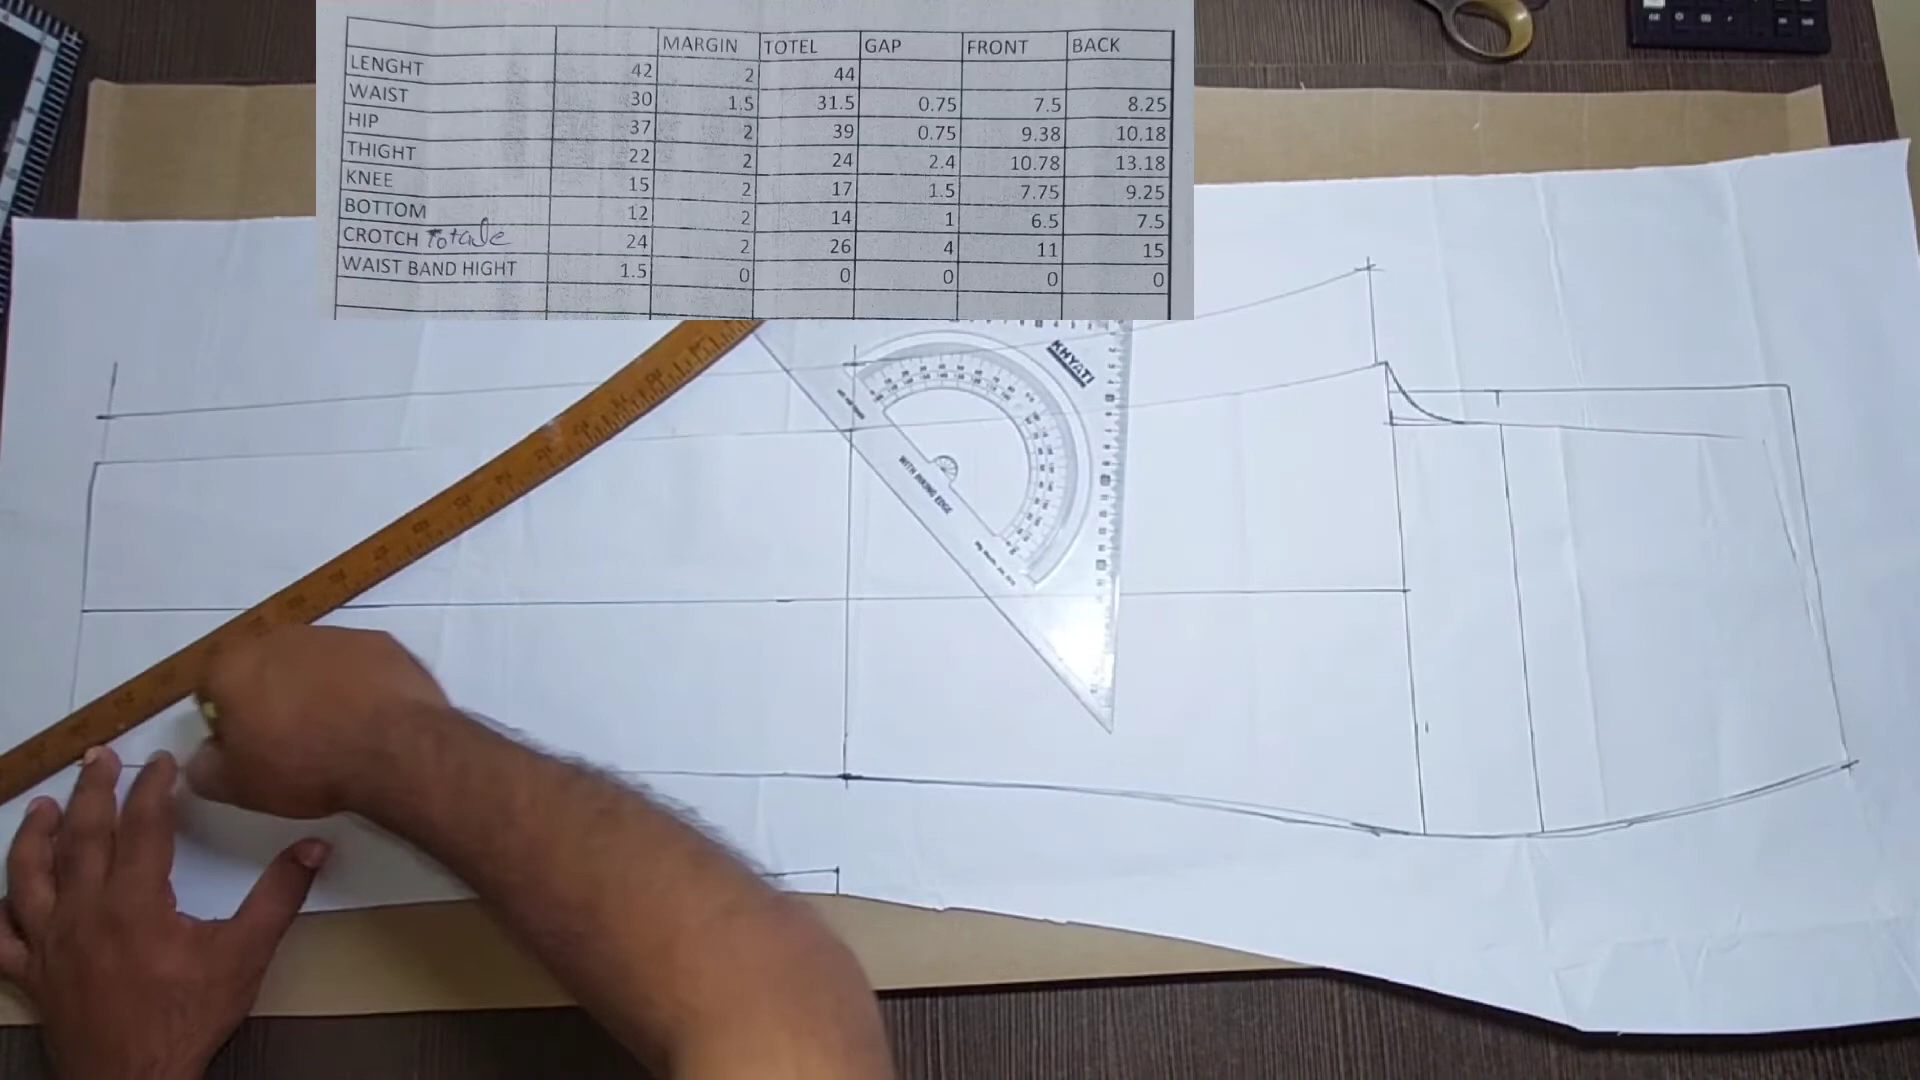 MARGIN TOTEL GAP FRONT BACK
LENGHT 42 2 44
WAIST 30 1.5 31.5 0.75 7.5 8.25
HIP 37 2 39 0.75 9.38 10.18
THIGHT 22 2 24 2.4 10.78 13.18
KNEE 15 2 17 1.5 7.75 9.25
BOTTOM 12 2 14 1 6.5 7.5
CROTCH 24 2 26 4 11 15
WAIST BAND HIGHT 1.5 0 0 0 0 0
KHYATI
WITH INKING EDGE